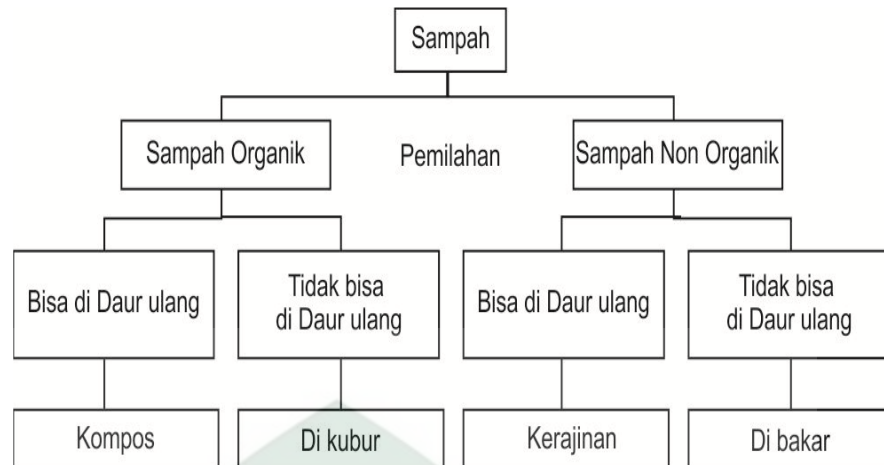 Sampah
Sampah Organik
Pemilahan
Sampah Non Organik
Bisa di Daur ulang
Tidak bisa
di Daur ulang
Bisa di Daur ulang
Tidak bisa
di Daur ulang
Kompos
Di kubur
Kerajinan
Di bakar